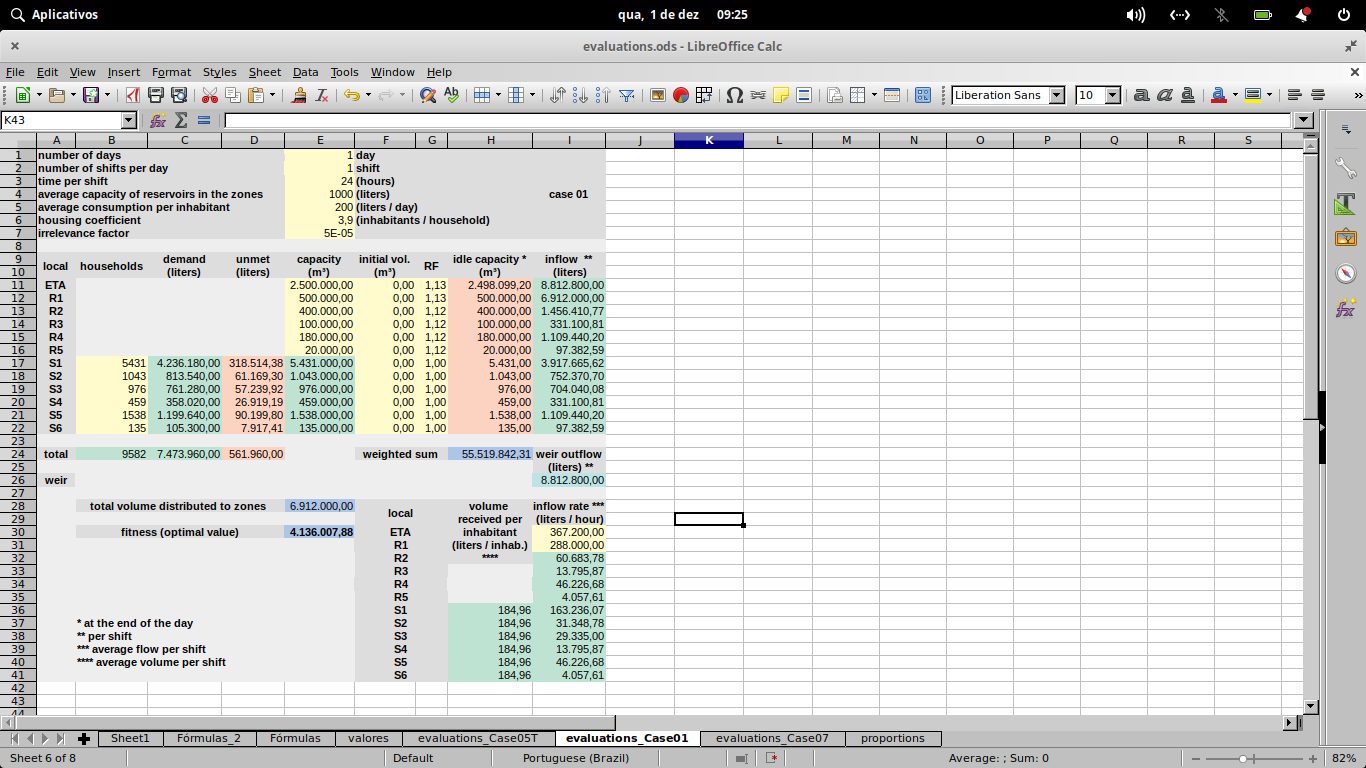 Aplicativos qua, 1 de dez 09:25
evaluations.ods - LibreOffice Calc
File Edit View Insert Format Styles Sheet Data Tools Window Help
Liberation Sans 10
K43
A B C D E F G H I J K L M N O P Q R S
1 number of days 1 day
2 number of shifts per day 1 shift
3 time per shift 24 (hours)
4 average capacity of reservoirs in the zones 1000 (liters) case 01
5 average consumption per inhabitant 200 (liters / day)
6 housing coefficient 3,9 (inhabitants / household)
7 irrelevance factor 5E-05
8
9 local households demand unmet capacity initial vol. RF idle capacity * inflow **
10 (liters) (liters) (m³) (m³) (m³) (liters)
11 ETA 2.500.000,00 0,00 1,13 2.498.099,20 8.812.800,00
12 R1 500.000,00 0,00 1,13 500.000,00 6.912.000,00
13 R2 400.000,00 0,00 1,12 400.000,00 1.456.410,77
14 R3 100.000,00 0,00 1,12 100.000,00 331.100,81
15 R4 180.000,00 0,00 1,12 180.000,00 1.109.440,20
16 R5 20.000,00 0,00 1,12 20.000,00 97.382,59
17 S1 5431 4.236.180,00 318.514,38 5.431.000,00 0,00 1,00 5.431,00 3.917.665,62
18 S2 1043 813.540,00 61.169,30 1.043.000,00 0,00 1,00 1.043,00 752.370,70
19 S3 976 761.280,00 57.239,92 976.000,00 0,00 1,00 976,00 704.040,08
20 S4 459 358.020,00 26.919,19 459.000,00 0,00 1,00 459,00 331.100,81
21 S5 1538 1.199.640,00 90.199,80 1.538.000,00 0,00 1,00 1.538,00 1.109.440,20
22 S6 135 105.300,00 7.917,41 135.000,00 0,00 1,00 135,00 97.382,59
23
24 total 9582 7.473.960,00 561.960,00 weighted sum 55.519.842,31 weir outflow
25 (liters) **
26 weir 8.812.800,00
27
28 total volume distributed to zones 6.912.000,00 local volume inflow rate ***
29 received per (liters / hour)
30 fitness (optimal value) 4.136.007,88 ETA inhabitant 367.200,00
31 R1 (liters / inhab.) 288.000,00
32 R2 **** 60.683,78
33 R3 13.795,87
34 R4 46.226,68
35 R5 4.057,61
36 S1 184,96 163.236,07
37 * at the end of the day S2 184,96 31.348,78
38 ** per shift S3 184,96 29.335,00
39 *** average flow per shift S4 184,96 13.795,87
40 **** average volume per shift S5 184,96 46.226,68
41 S6 184,96 4.057,61
42
43
44
Sheet1 Fórmulas_2 Fórmulas valores evaluations_Case05T evaluations_Case01 evaluations_Case07 proportions
Sheet 6 of 8 Default Portuguese (Brazil) Average: ; Sum: 0 82%